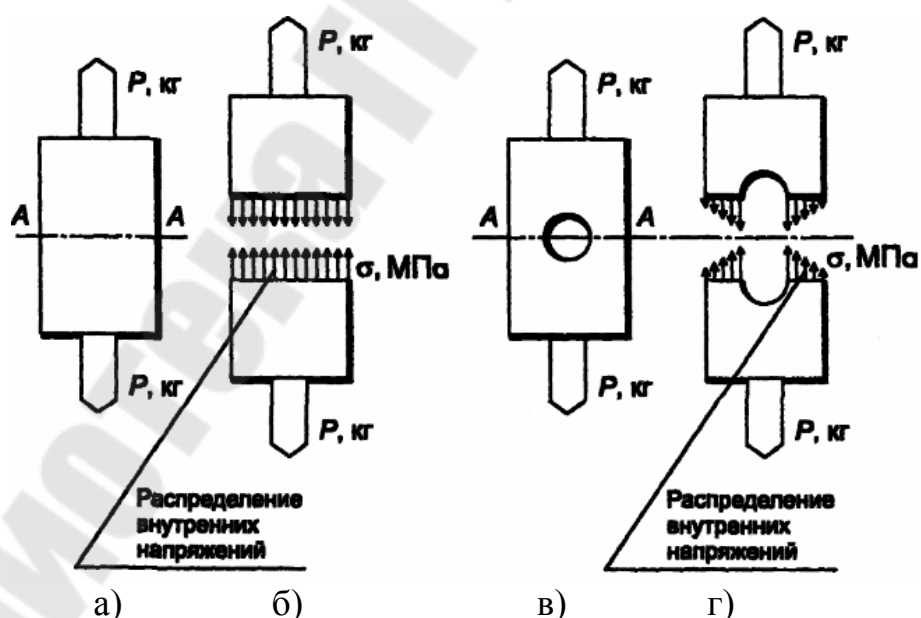 P, кг
P, кг
P, кг
P, кг
A A
A A
σ, МПа
σ, МПа
P, кг
P, кг
P, кг
P, кг
Распределение
внутренних
напряжений
Распределение
внутренних
напряжений
а) б) в) г)